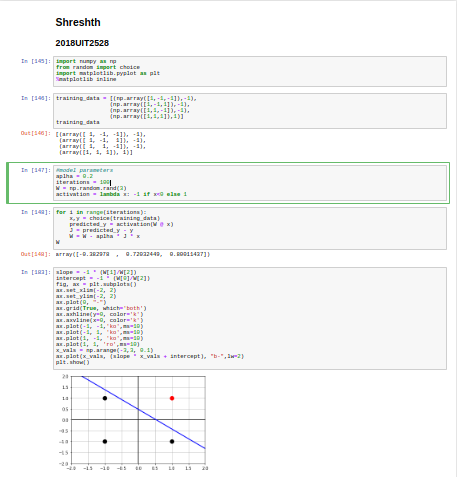 Shreshth
2018UIT2528
In [145]: import numpy as np
from random import choice
import matplotlib.pyplot as plt
%matplotlib inline
In [146]: training_data = [(np.array([1,-1,-1]),-1),
(np.array([1,-1,1]),-1),
(np.array([1,1,-1]),-1),
(np.array([1,1,1]),1)]
training_data
Out[146]: [(array([ 1, -1, -1]), -1),
(array([ 1, -1, 1]), -1),
(array([ 1, 1, -1]), -1),
(array([1, 1, 1]), 1)]
In [147]: #model parameters
aplha = 0.2
iterations = 100
W = np.random.rand(3)
activation = lambda x: -1 if x<0 else 1
In [148]: for i in range(iterations):
x,y = choice(training_data)
predicted_y = activation(W @ x)
J = predicted_y - y
W = W - aplha * J * x
W
Out[148]: array([-0.382978 , 0.72032449, 0.80011437])
In [103]: slope = -1 * (W[1]/W[2])
intercept = -1 * (W[0]/W[2])
fig, ax = plt.subplots()
ax.set_xlim(-2, 2)
ax.set_ylim(-2, 2)
ax.plot(0, "-")
ax.grid(True, which='both')
ax.axhline(y=0, color='k')
ax.axvline(x=0, color='k')
ax.plot(-1, -1,'ko',ms=10)
ax.plot(-1, 1, 'ko',ms=10)
ax.plot(1, -1, 'ko',ms=10)
ax.plot(1, 1, 'ro',ms=10)
x_vals = np.arange(-3,3, 0.1)
ax.plot(x_vals, (slope * x_vals + intercept), "b-",lw=2)
plt.show()
2.0
1.5
1.0
0.5
0.0
-0.5
-1.0
-1.5
-2.0
-2.0 -1.5 -1.0 -0.5 0.0 0.5 1.0 1.5 2.0